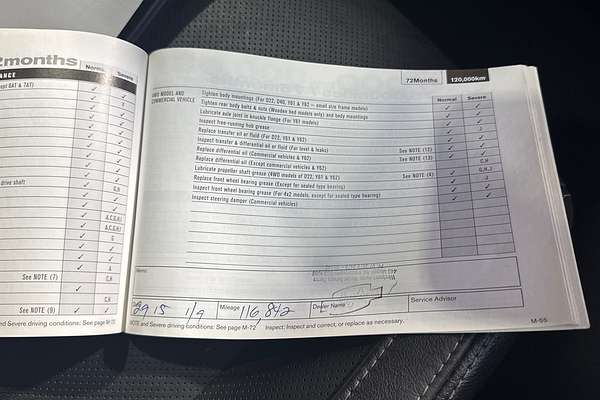 2months
Normal Severe
ANCE
cept 6AT & 7AT)
drive shaft
C,H
A,C,G,H,I
A,C,G,H,I
G
A
See NOTE (7)
C,H
C,H
See NOTE (9)
nd Severe driving conditions: See page M-72
72Months 120,000km
4WD MODEL AND
COMMERCIAL VEHICLE
Normal Severe
Tighten body mountings (For D22, D40, Y61 & Y62 – small size frame models)
Tighten rear body bolts & nuts (Wooden bed models only) and body mountings
Lubricate axle joint in knuckle flange (For Y61 models)
Inspect free-running hub grease
Replace transfer oil or fluid (For D22, Y61 & Y62)
Inspect transfer & differential oil or fluid (For level & leaks)
Replace differential oil (Commercial vehicles & Y62) See NOTE (12)
Replace differential oil (Except commercial vehicles & Y62) See NOTE (13) C,H
Lubricate propeller shaft grease (4WD models of D22, Y61 & Y62) G,H,J
Replace front wheel bearing grease (Except for sealed type bearing) See NOTE (4)
Inspect front wheel bearing grease (For 4x2 models, except for sealed type bearing)
Inspect steering damper (Commercial vehicles)
Memo:
Mileage 116,842
Dealer Name
Service Advisor
NOTE and Severe driving conditions: See page M-72 Inspect: Inspect and correct, or replace as necessary.
M-55